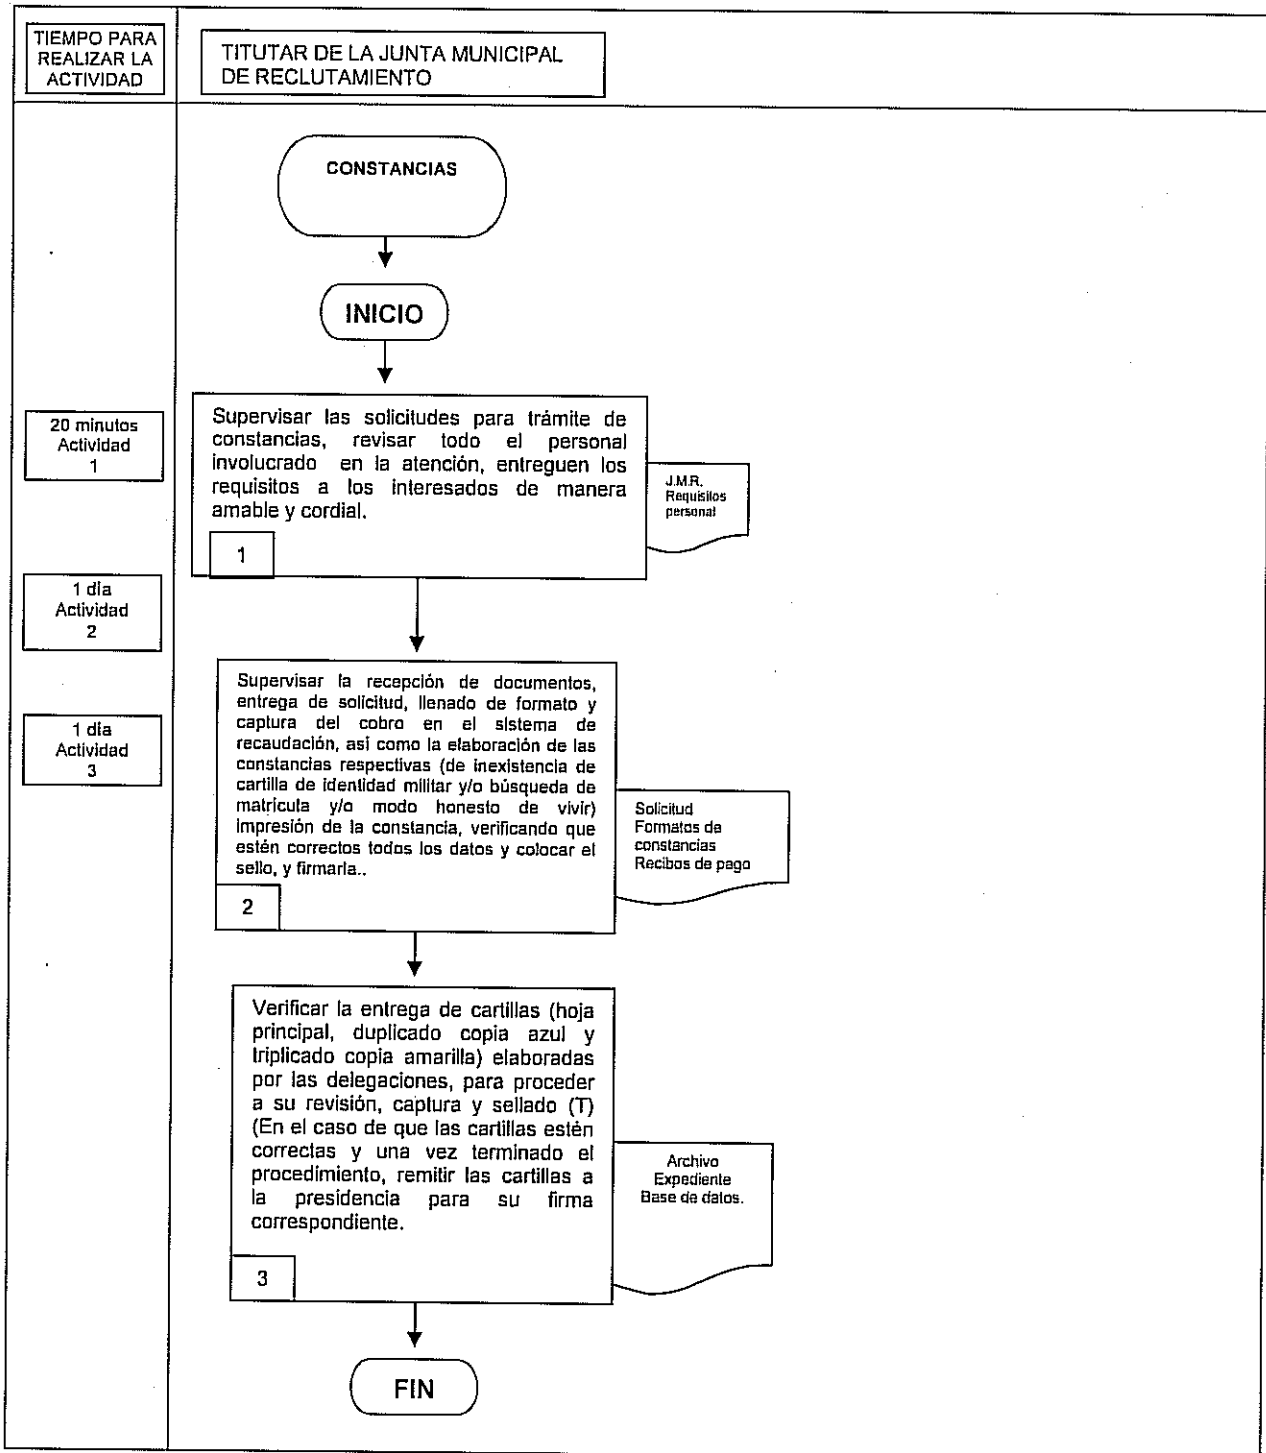 TIEMPO PARA
REALIZAR LA
ACTIVIDAD
TITUTAR DE LA JUNTA MUNICIPAL
DE RECLUTAMIENTO
CONSTANCIAS
INICIO
20 minutos
Actividad
1
Supervisar las solicitudes para trámite de
constancias, revisar todo el personal
involucrado en la atención, entreguen los
requisitos a los interesados de manera
amable y cordial.
1
J.M.R.
Requisitos
personal
1 día
Actividad
2
Supervisar la recepción de documentos,
entrega de solicitud, llenado de formato y
captura del cobro en el sistema de
recaudación, así como la elaboración de las
constancias respectivas (de inexistencia de
cartilla de identidad militar y/o búsqueda de
matricula y/o modo honesto de vivir)
impresión de la constancia, verificando que
estén correctos todos los datos y colocar el
sello, y firmarla..
2
Solicitud
Formatos de
constancias
Recibos de pago
1 día
Actividad
3
Verificar la entrega de cartillas (hoja
principal, duplicado copia azul y
triplicado copia amarilla) elaboradas
por las delegaciones, para proceder
a su revisión, captura y sellado (T)
(En el caso de que las cartillas estén
correctas y una vez terminado el
procedimiento, remitir las cartillas a
la presidencia para su firma
correspondiente.
3
Archivo
Expediente
Base de datos.
FIN